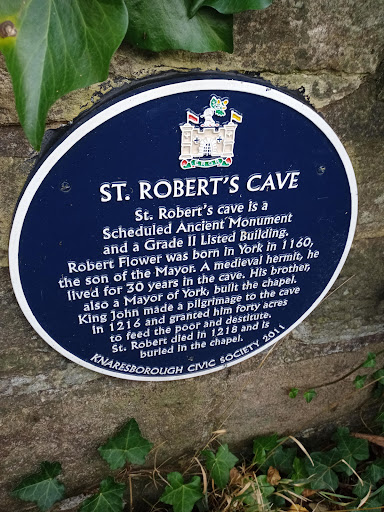 ST. ROBERT'S CAVE
St. Robert's cave is a
Scheduled Ancient Monument
and a Grade II Listed Building.
Robert Flower was born in York in 1160,
the son of the Mayor. A medieval hermit, he
lived for 30 years in the cave. His brother,
also a Mayor of York, built the chapel.
King John made a pilgrimage to the cave
in 1216 and granted him forty acres
to feed the poor and destitute.
St. Robert died in 1218 and is
buried in the chapel.
KNARESBOROUGH CIVIC SOCIETY 2011